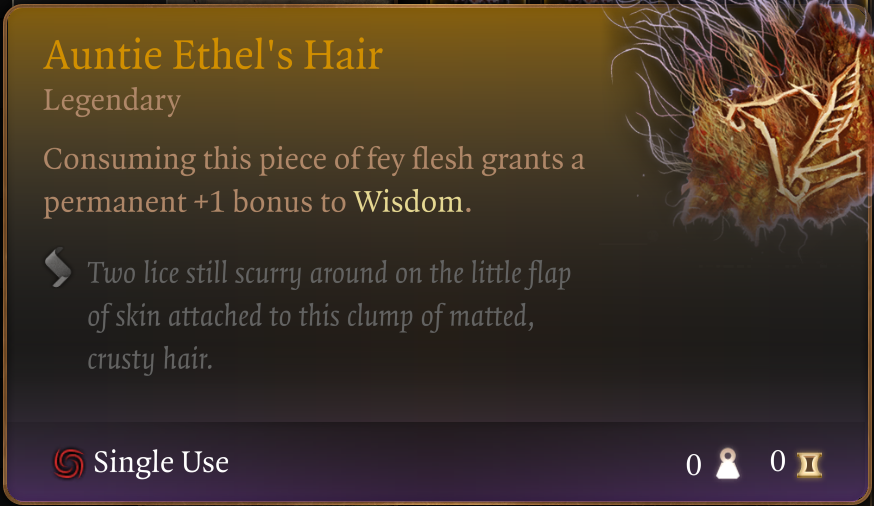 Auntie Ethel's Hair
Legendary
Consuming this piece of fey flesh grants a
permanent +1 bonus to Wisdom.
Two lice still scurry around on the little flap
of skin attached to this clump of matted,
crusty hair.
Single Use 0 0